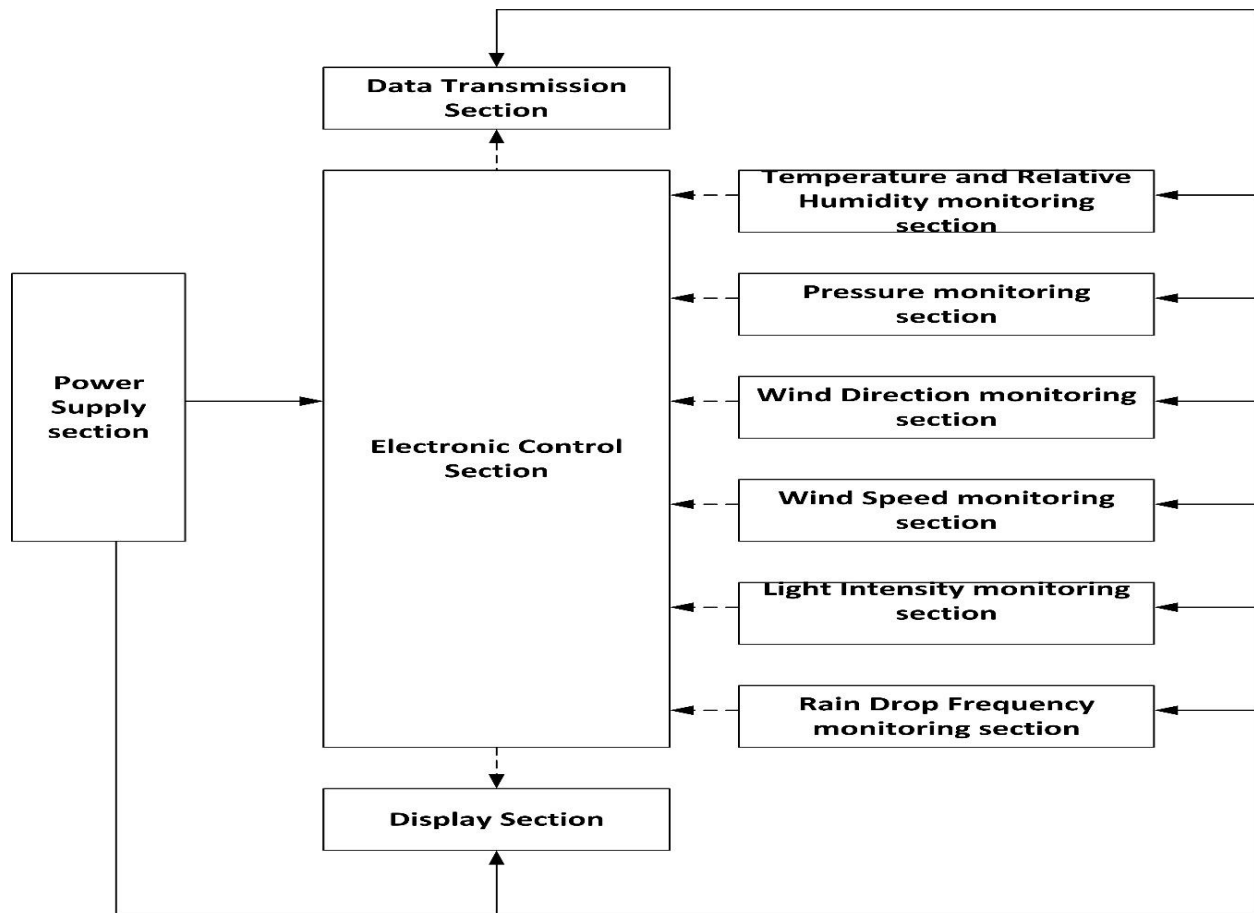 Data Transmission
Section
Temperature and Relative
Humidity monitoring
section
Pressure monitoring
section
Power
Supply
section
Wind Direction monitoring
section
Electronic Control
Section
Wind Speed monitoring
section
Light Intensity monitoring
section
Rain Drop Frequency
monitoring section
Display Section